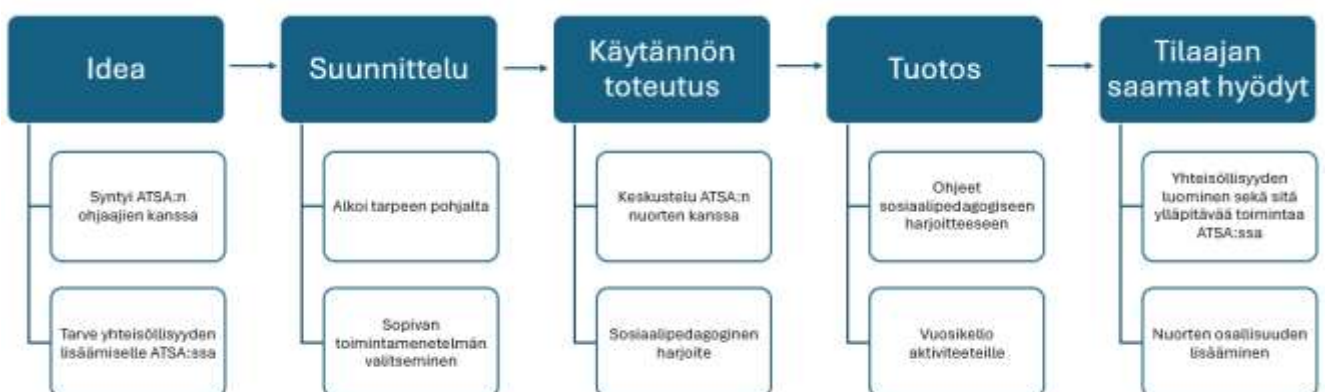 Idea
Syntyi ATSA:n
ohjaajien kanssa
Tarve yhteisöllisyyden
lisäämiselle ATSA:ssa
Suunnittelu
Alkoi tarpeen pohjalta
Sopivan
toimintamenetelmän
valitseminen
Käytännön
toteutus
Keskustelu ATSA:n
nuorten kanssa
Sosiaalipedagoginen
harjoite
Tuotos
Ohjeet
sosiaalipedagogiseen
harjoitteeseen
Vuosikello
aktiviteeteille
Tilaajan
saamat hyödyt
Yhteisöllisyyden
luominen sekä sitä
ylläpitävää toimintaa
ATSA:ssa
Nuorten osallisuuden
lisääminen